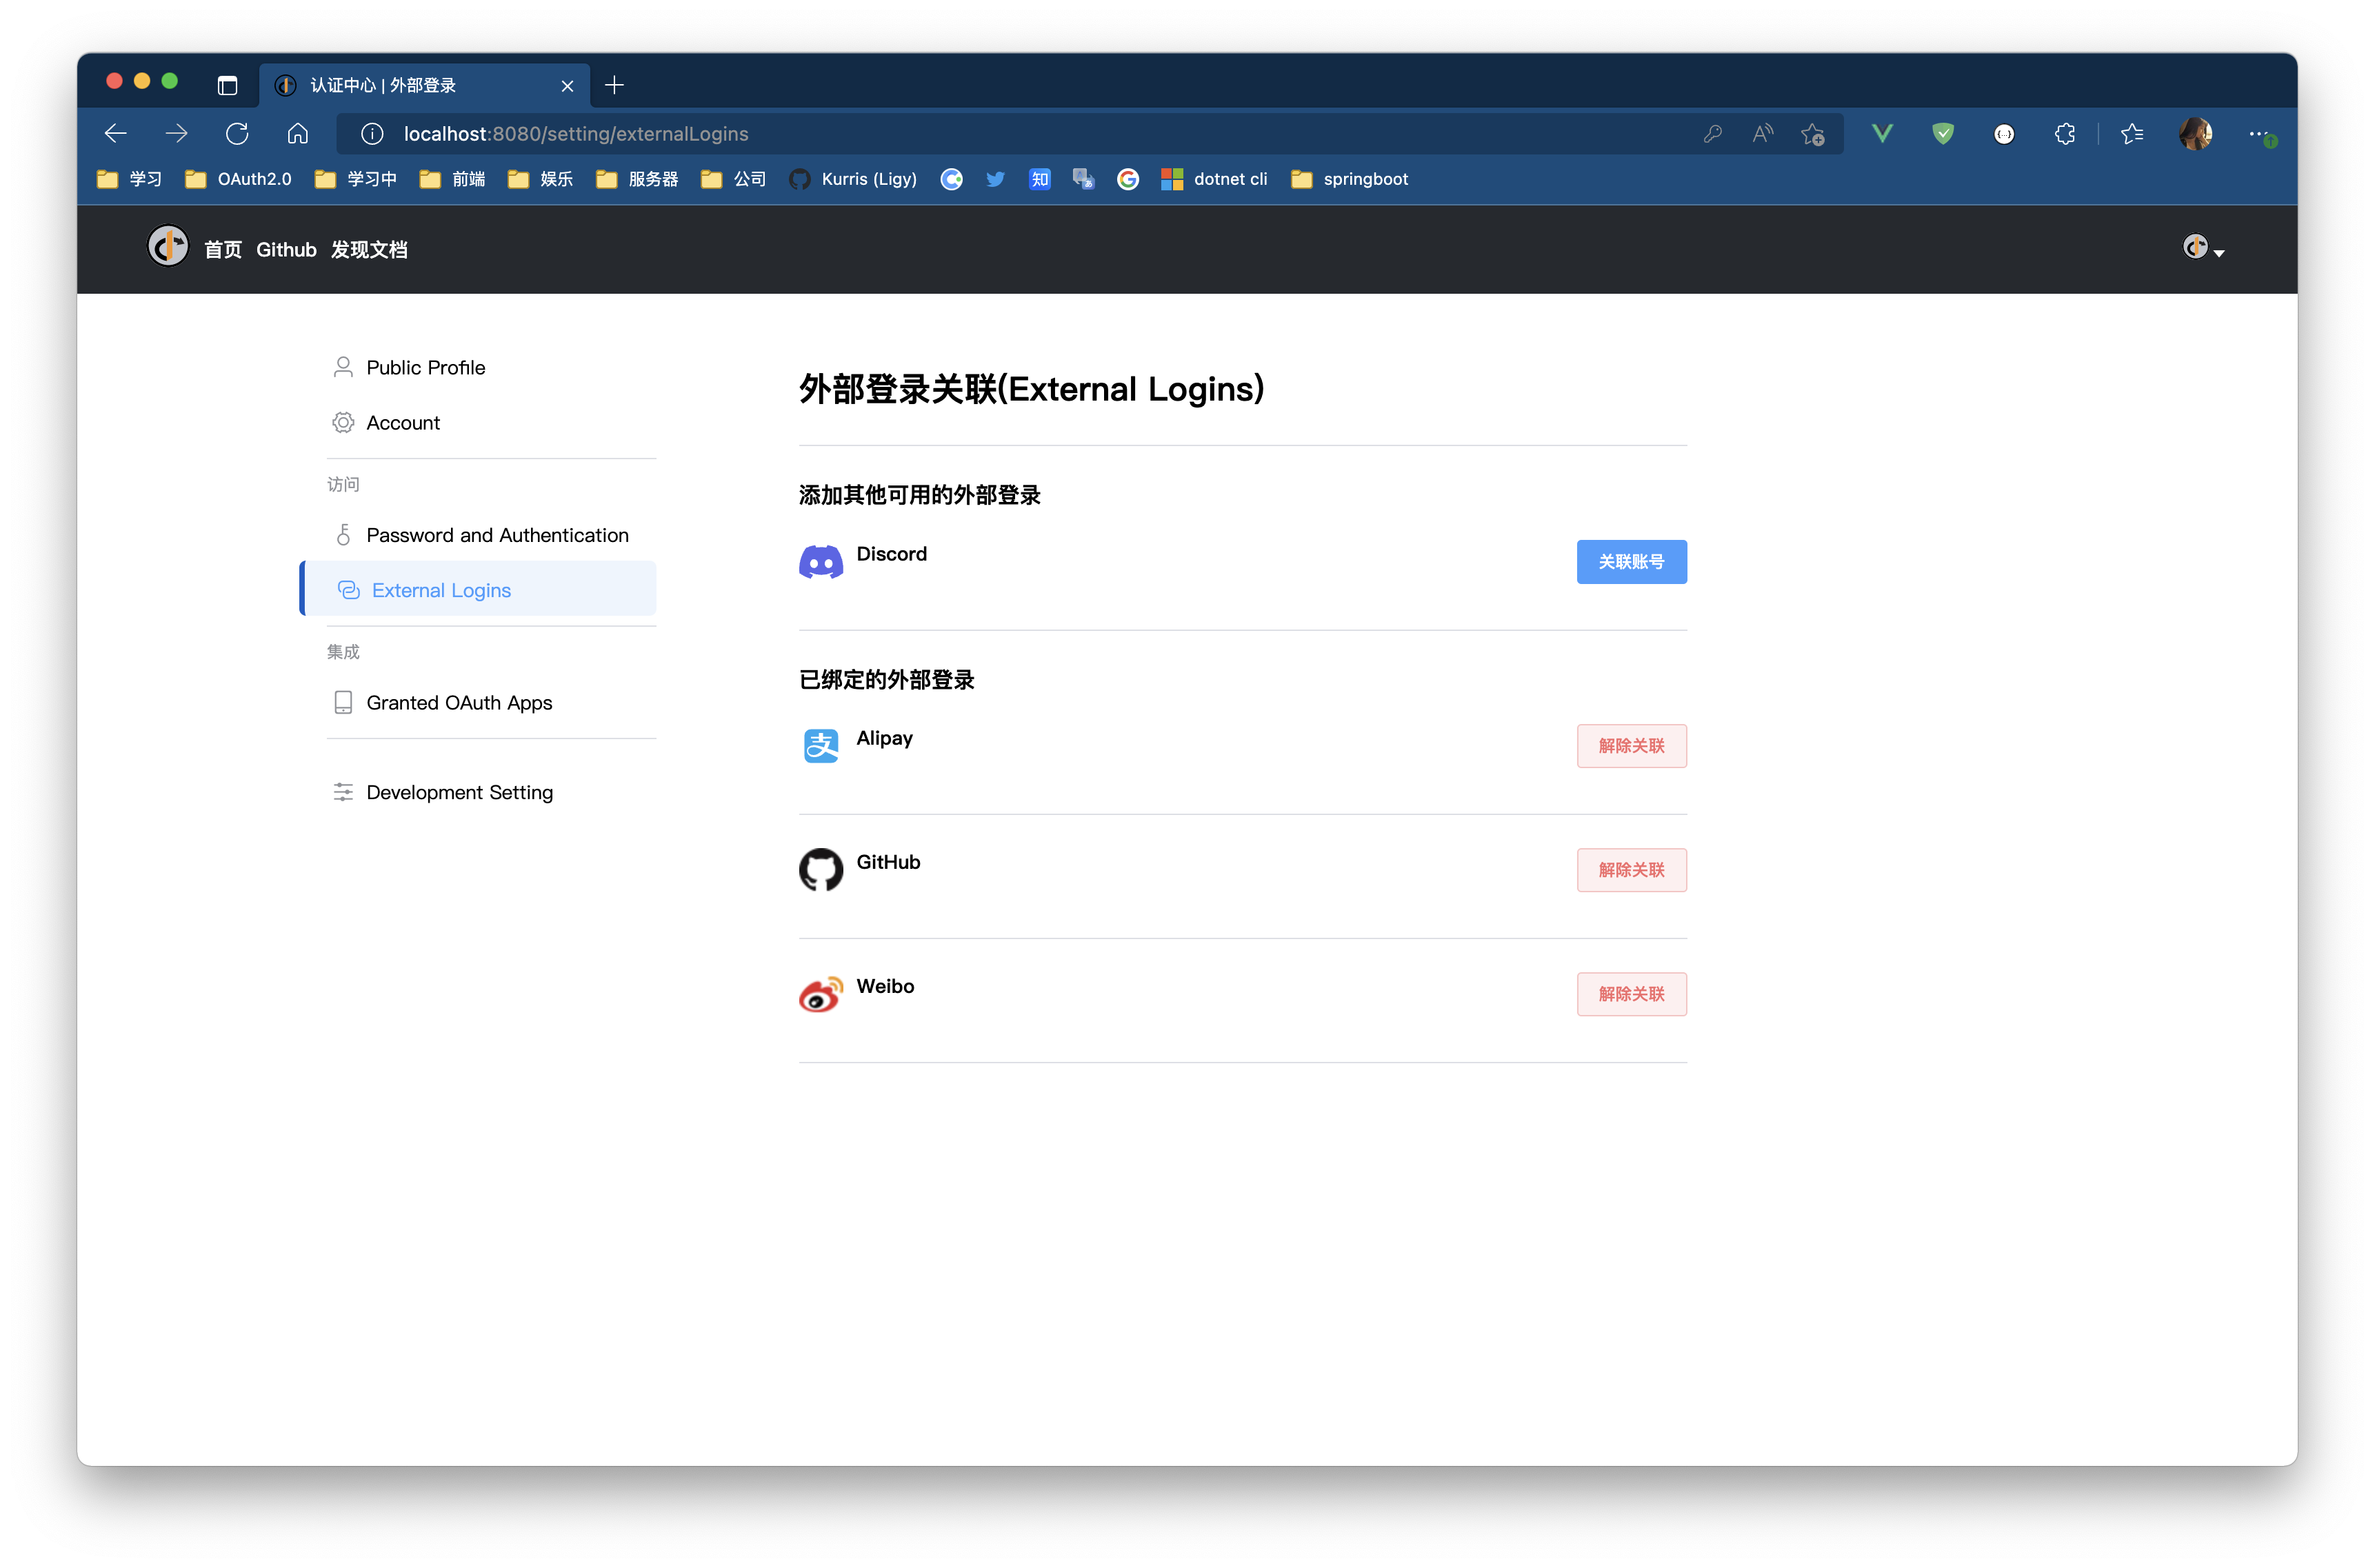 认证中心 | 外部登录
localhost:8080/setting/externalLogins
学习 OAuth2.0 学习中 前端 娱乐 服务器 公司 Kurris (Ligy) 知 dotnet cli springboot
首页 Github 发现文档
Public Profile
Account
访问
Password and Authentication
External Logins
集成
Granted OAuth Apps
Development Setting
外部登录关联(External Logins)
添加其他可用的外部登录
Discord 关联账号
已绑定的外部登录
支 Alipay 解除关联
GitHub 解除关联
Weibo 解除关联